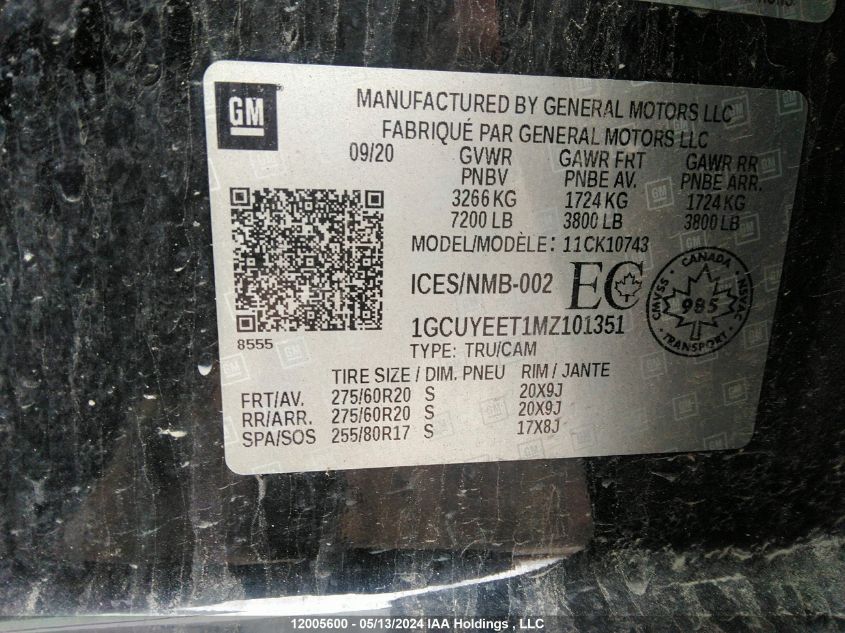 GM
MANUFACTURED BY GENERAL MOTORS LLC
FABRIQUÉ PAR GENERAL MOTORS LLC
09/20 GVWR GAWR FRT GAWR RR
PNBV PNBE AV. PNBE ARR.
3266 KG 1724 KG 1724 KG
7200 LB 3800 LB 3800 LB
MODEL/MODÈLE: 11CK10743
ICES/NMB-002 EC
CANADA
CMVSS 985 NSVAC
TRANSPORT
8555
1GCUYEET1MZ101351
TYPE: TRU/CAM
TIRE SIZE / DIM. PNEU RIM / JANTE
FRT/AV. 275/60R20 S 20X9J
RR/ARR. 275/60R20 S 20X9J
SPA/SOS 255/80R17 S 17X8J
12005600 - 05/13/2024 IAA Holdings , LLC